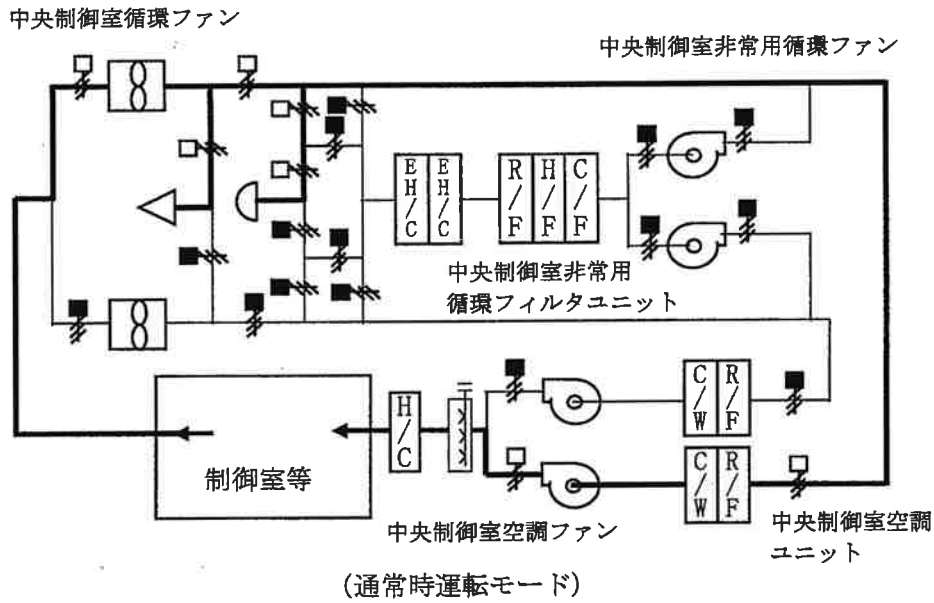 中央制御室循環ファン
中央制御室非常用循環ファン
EH/C
EH/C
R/F
H/F
C/F
中央制御室非常用
循環フィルタユニット
C/W
R/F
H/C
制御室等
C/W
R/F
中央制御室空調ファン
中央制御室空調
ユニット
(通常時運転モード)